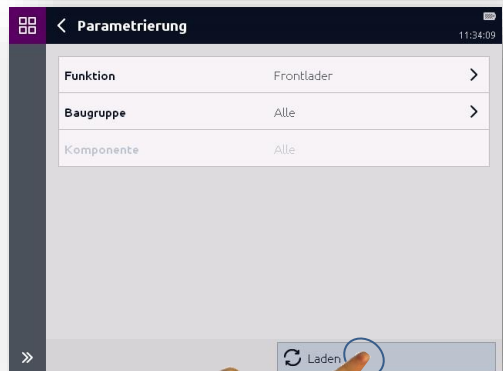 Parametrierung
11:34:09
Funktion Frontlader
Baugruppe Alle
Komponente Alle
Laden